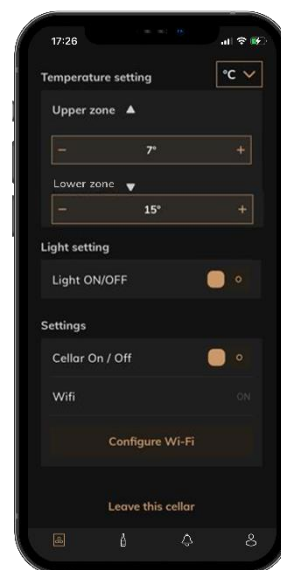 17:26
Temperature setting °C
Upper zone ▲
− 7° +
Lower zone ▼
− 15° +
Light setting
Light ON/OFF
Settings
Cellar On / Off
Wifi ON
Configure Wi-Fi
Leave this cellar